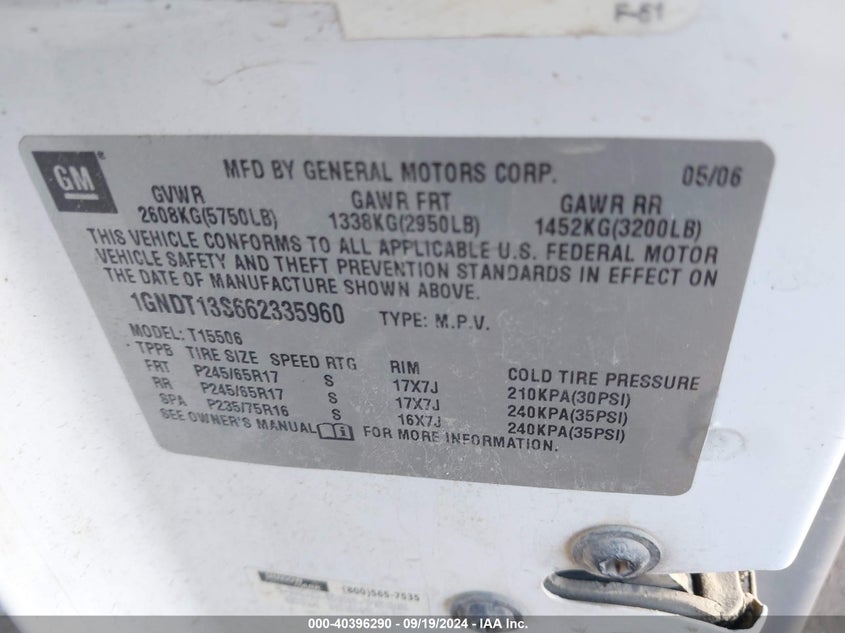 F-61
GM
MFD BY GENERAL MOTORS CORP. 05/06
GVWR GAWR FRT GAWR RR
2608KG(5750LB) 1338KG(2950LB) 1452KG(3200LB)
THIS VEHICLE CONFORMS TO ALL APPLICABLE U.S. FEDERAL MOTOR
VEHICLE SAFETY AND THEFT PREVENTION STANDARDS IN EFFECT ON
THE DATE OF MANUFACTURE SHOWN ABOVE.
1GNDT13S662335960 TYPE: M.P.V.
MODEL: T15506
TPPB TIRE SIZE SPEED RTG RIM COLD TIRE PRESSURE
FRT P245/65R17 S 17X7J 210KPA(30PSI)
RR P245/65R17 S 17X7J 240KPA(35PSI)
SPA P235/75R16 S 16X7J 240KPA(35PSI)
SEE OWNER'S MANUAL FOR MORE INFORMATION.
(800)565-7535
000-40396290 - 09/19/2024 - IAA Inc.